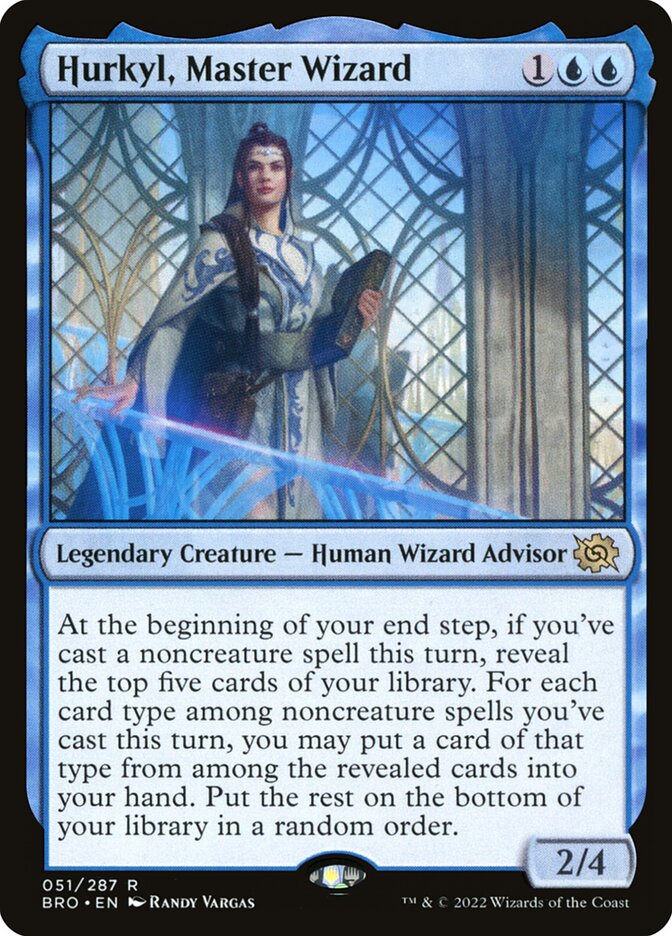 Hurkyl, Master Wizard 1
Legendary Creature — Human Wizard Advisor
At the beginning of your end step, if you've
cast a noncreature spell this turn, reveal
the top five cards of your library. For each
card type among noncreature spells you've
cast this turn, you may put a card of that
type from among the revealed cards into
your hand. Put the rest on the bottom of
your library in a random order.
2/4
051/287 R
BRO • EN Randy Vargas ™ & © 2022 Wizards of the Coast